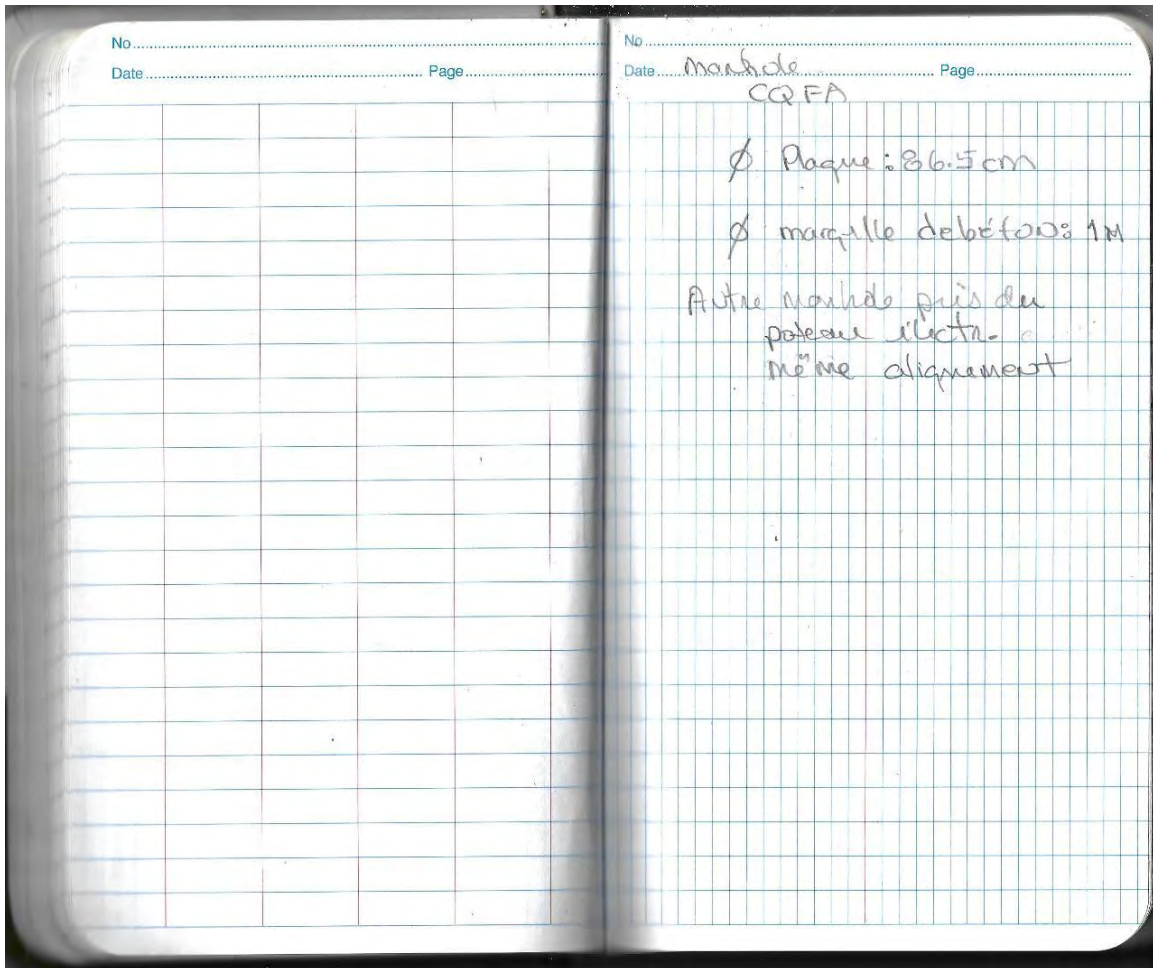 No
Date Page
No
Date Manhole Page
CQFA
Ø Plaque : 86.5 cm
Ø margille de béton : 1M
Autre Manhole près du
poteau électr.
même alignement